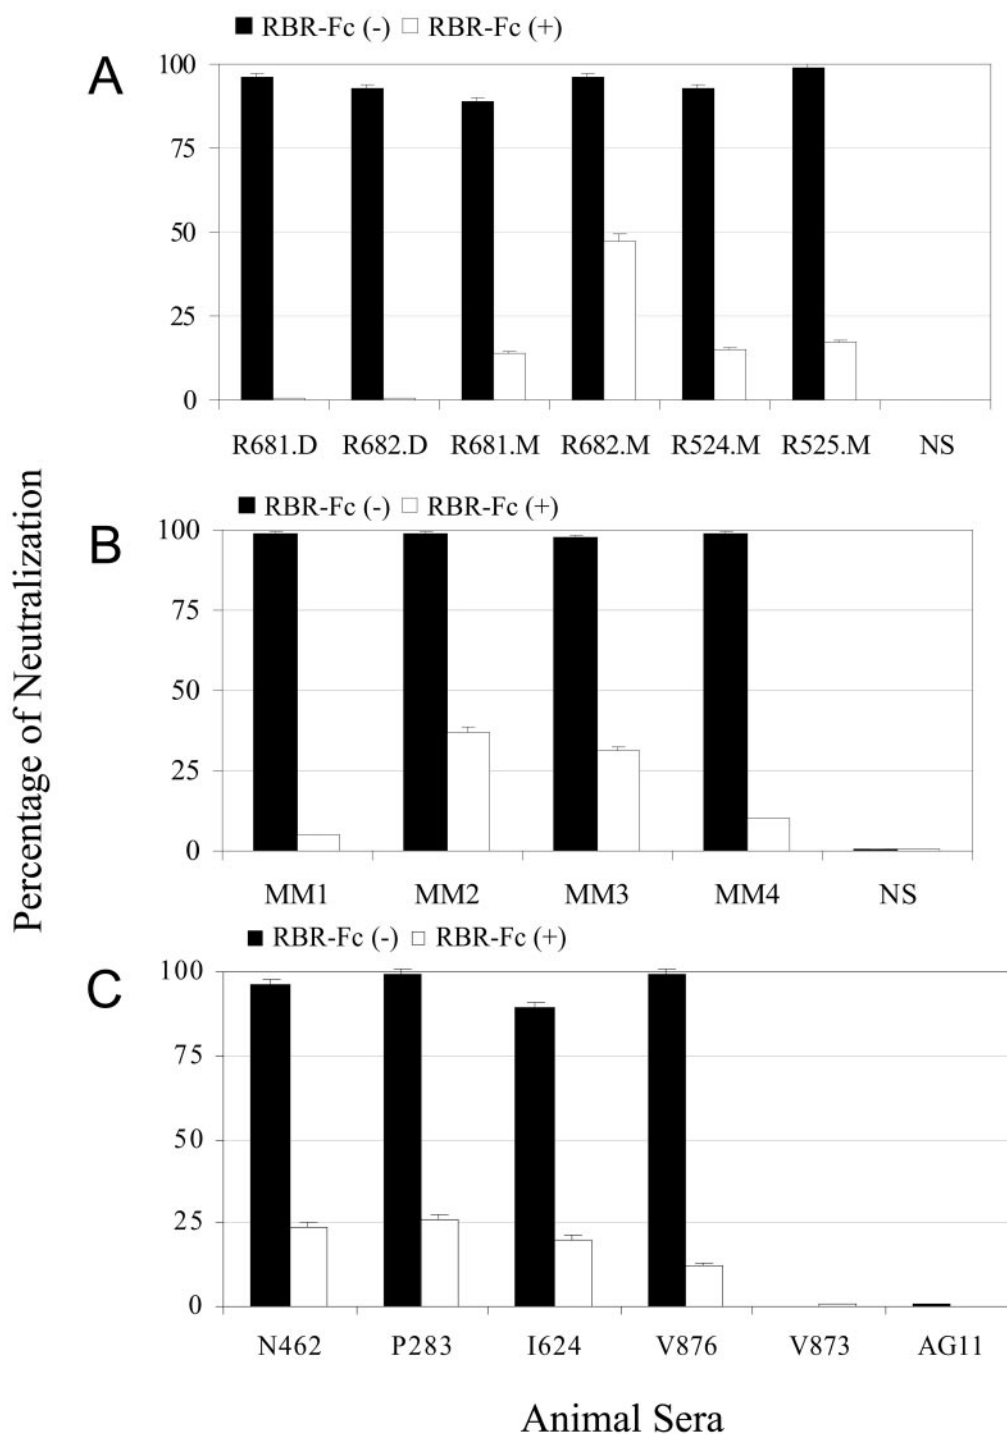 RBR-Fc (-) RBR-Fc (+)
A
100
75
50
25
0
R681.D R682.D R681.M R682.M R524.M R525.M NS
RBR-Fc (-) RBR-Fc (+)
B
100
75
50
25
0
MM1 MM2 MM3 MM4 NS
RBR-Fc (-) RBR-Fc (+)
C
100
75
50
25
0
N462 P283 I624 V876 V873 AG11
Percentage of Neutralization
Animal Sera